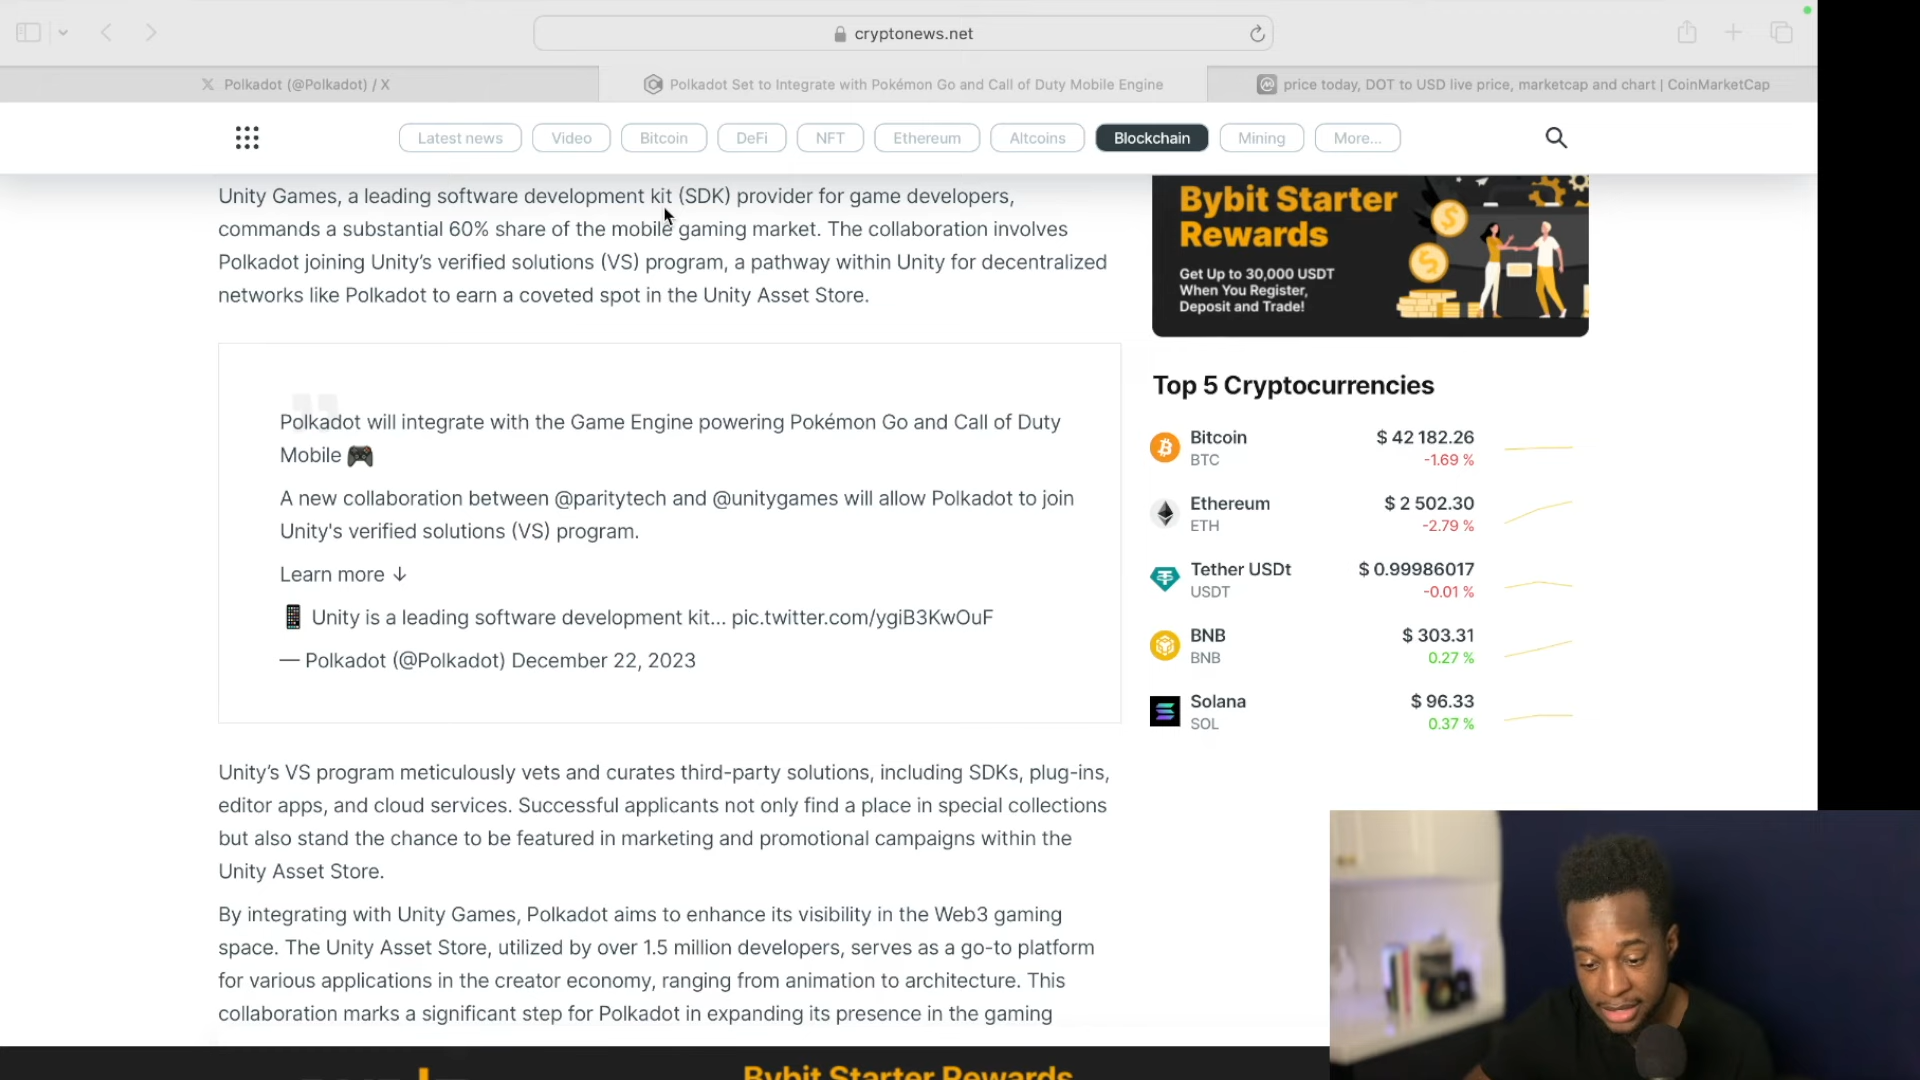 cryptonews.net
Polkadot (@Polkadot) / X
Polkadot Set to Integrate with Pokémon Go and Call of Duty Mobile Engine
price today, DOT to USD live price, marketcap and chart | CoinMarketCap
Latest news
Video
Bitcoin
DeFi
NFT
Ethereum
Altcoins
Blockchain
Mining
More...
Unity Games, a leading software development kit (SDK) provider for game developers,
commands a substantial 60% share of the mobile gaming market. The collaboration involves
Polkadot joining Unity’s verified solutions (VS) program, a pathway within Unity for decentralized
networks like Polkadot to earn a coveted spot in the Unity Asset Store.
Polkadot will integrate with the Game Engine powering Pokémon Go and Call of Duty
Mobile 🎮
A new collaboration between @paritytech and @unitygames will allow Polkadot to join
Unity's verified solutions (VS) program.
Learn more ↓
📱 Unity is a leading software development kit... pic.twitter.com/ygiB3KwOuF
— Polkadot (@Polkadot) December 22, 2023
Unity’s VS program meticulously vets and curates third-party solutions, including SDKs, plug-ins,
editor apps, and cloud services. Successful applicants not only find a place in special collections
but also stand the chance to be featured in marketing and promotional campaigns within the
Unity Asset Store.
By integrating with Unity Games, Polkadot aims to enhance its visibility in the Web3 gaming
space. The Unity Asset Store, utilized by over 1.5 million developers, serves as a go-to platform
for various applications in the creator economy, ranging from animation to architecture. This
collaboration marks a significant step for Polkadot in expanding its presence in the gaming
Bybit Starter
Rewards
Get Up to 30,000 USDT
When You Register,
Deposit and Trade!
Top 5 Cryptocurrencies
Bitcoin $ 42 182.26
BTC -1.69 %
Ethereum $ 2 502.30
ETH -2.79 %
Tether USDt $ 0.99986017
USDT -0.01 %
BNB $ 303.31
BNB 0.27 %
Solana $ 96.33
SOL 0.37 %
Bybit Starter Rewards